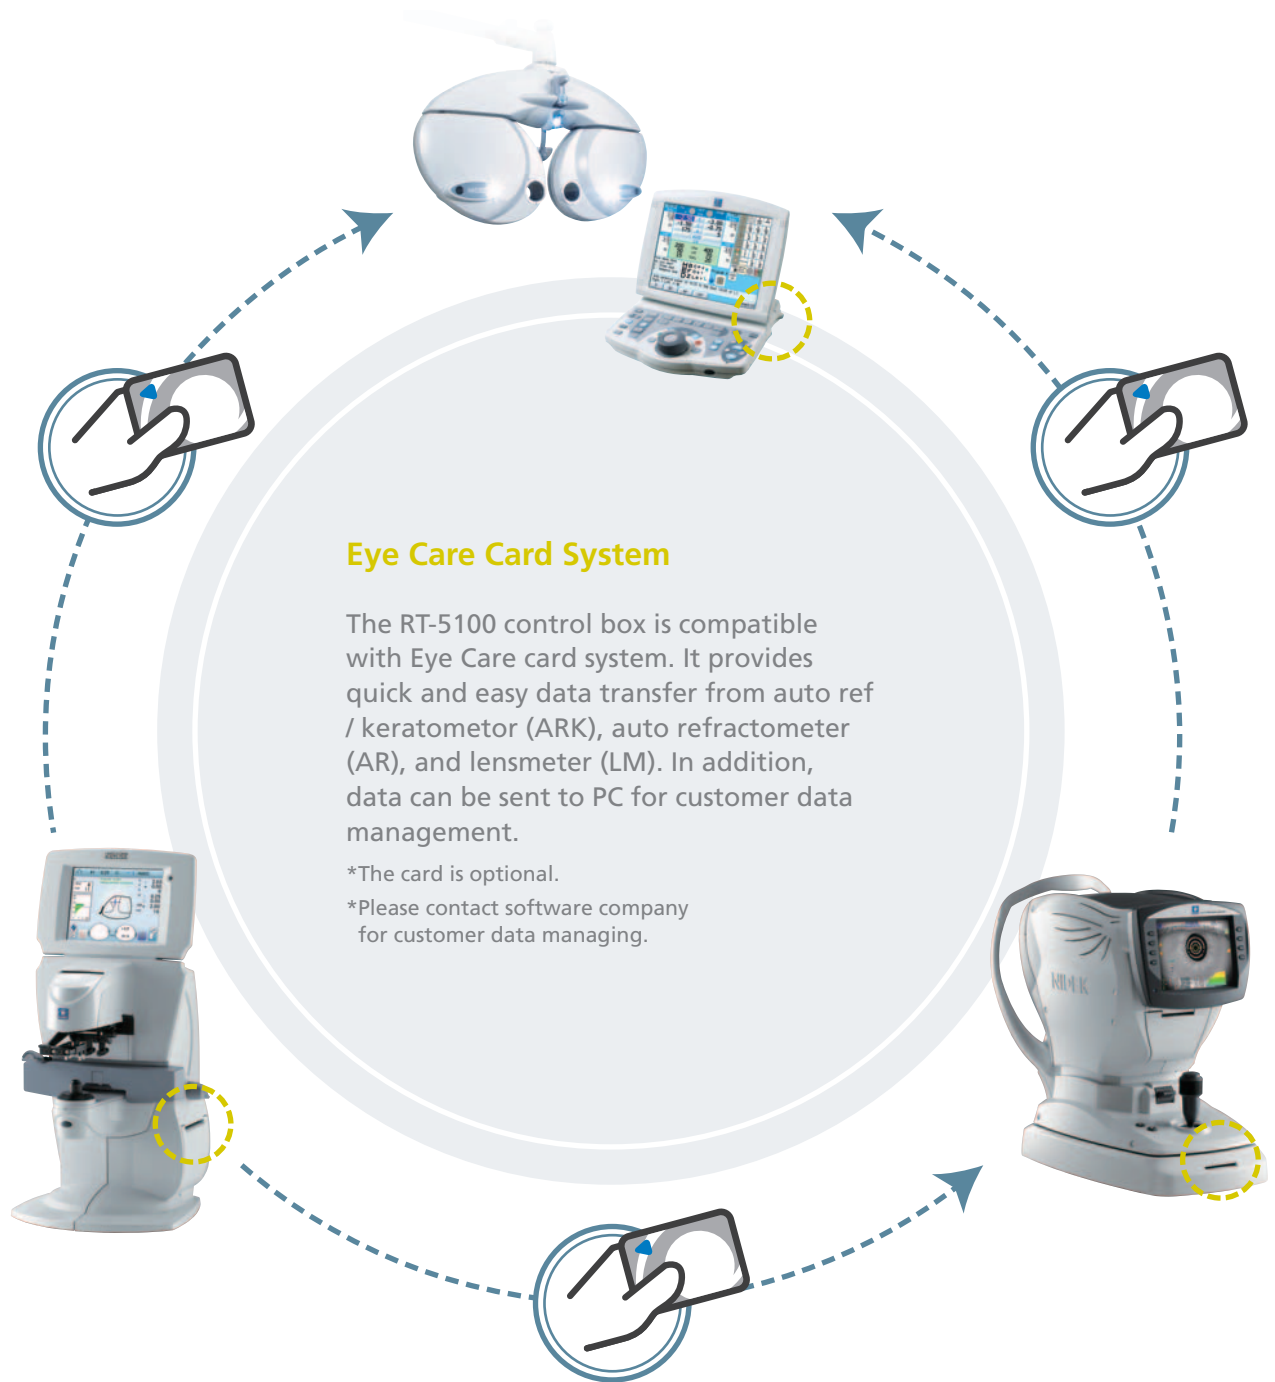 Eye Care Card System
The RT-5100 control box is compatible
with Eye Care card system. It provides
quick and easy data transfer from auto ref
/ keratometor (ARK), auto refractometer
(AR), and lensmeter (LM). In addition,
data can be sent to PC for customer data
management.
*The card is optional.
*Please contact software company
for customer data managing.
NIDEK